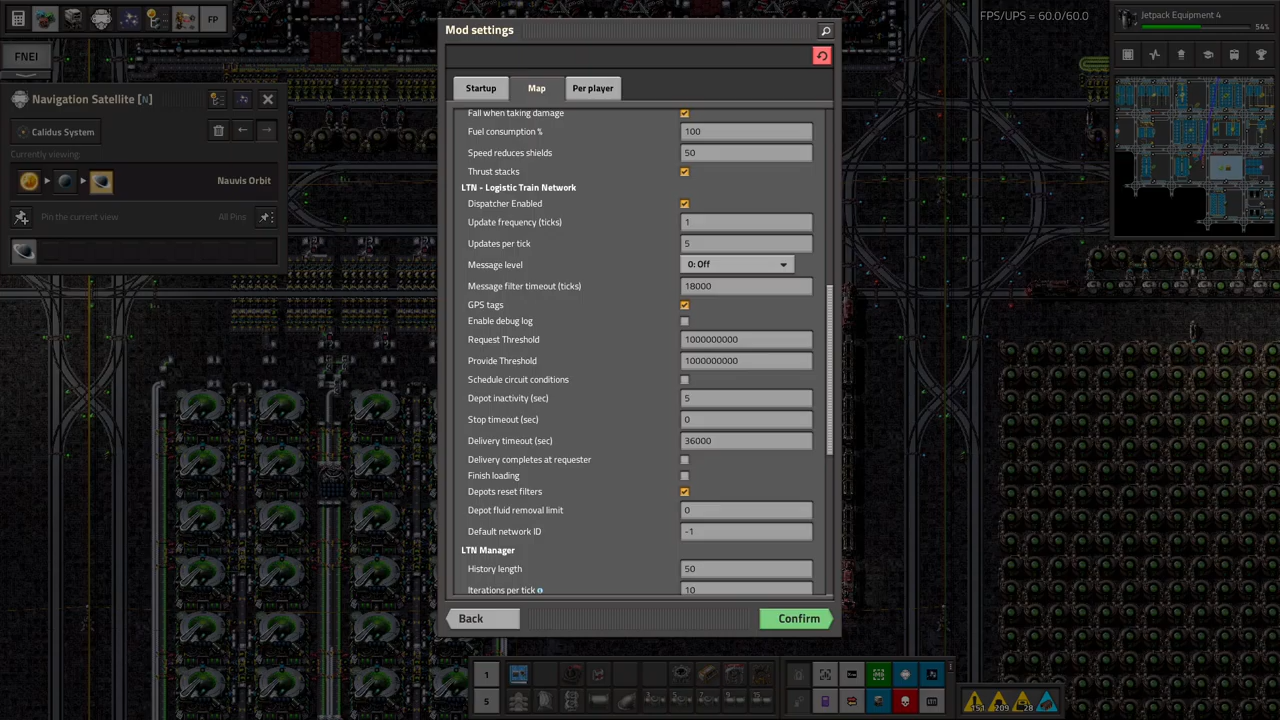 Mod settings
FPS/UPS = 60.0/60.0
Jetpack Equipment 4
54%
FP
FNEI
Navigation Satellite [N]
Calidus System
Currently viewing:
Nauvis Orbit
Pin the current view
All Pins
Startup
Map
Per player
Fall when taking damage
Fuel consumption % 100
Speed reduces shields 50
Thrust stacks
LTN - Logistic Train Network
Dispatcher Enabled
Update frequency (ticks) 1
Updates per tick 5
Message level 0: Off
Message filter timeout (ticks) 18000
GPS tags
Enable debug log
Request Threshold 1000000000
Provide Threshold 1000000000
Schedule circuit conditions
Depot inactivity (sec) 5
Stop timeout (sec) 0
Delivery timeout (sec) 36000
Delivery completes at requester
Finish loading
Depots reset filters
Depot fluid removal limit 0
Default network ID -1
LTN Manager
History length 50
Iterations per tick 10
Back
Confirm
1
5
151 209 28